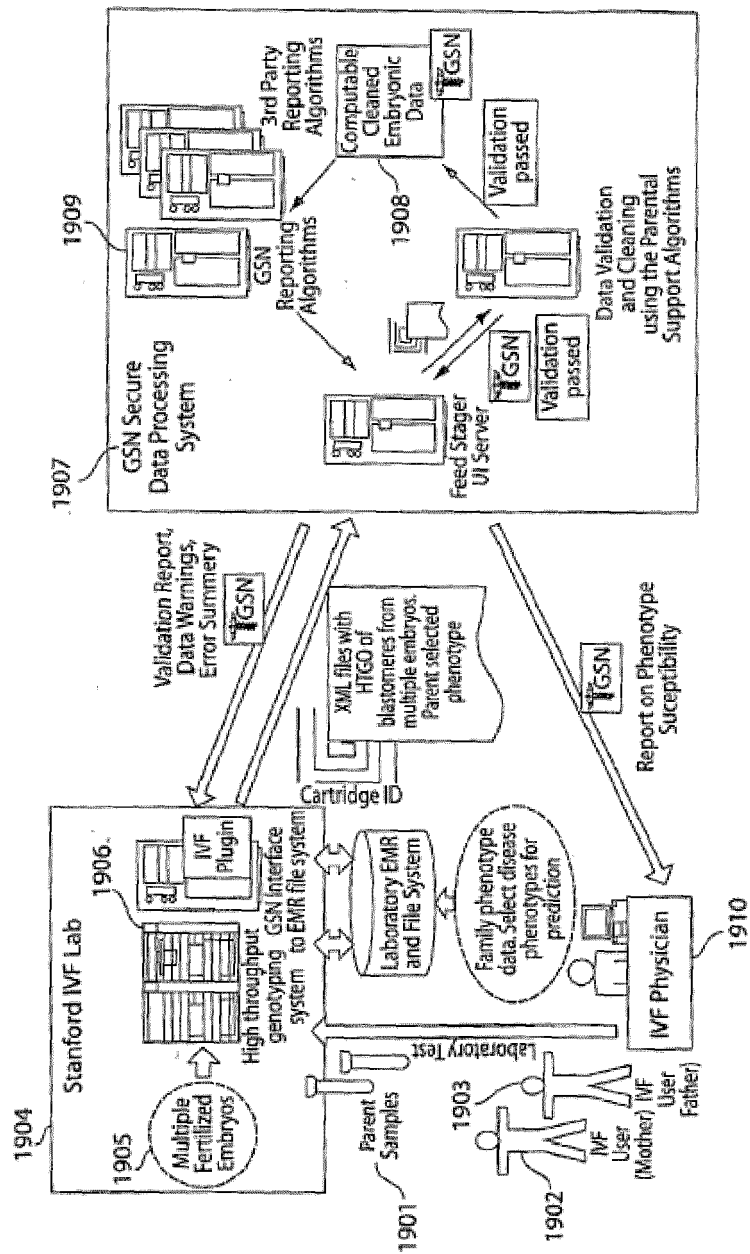 1904
Stanford IVF Lab
1905
Multiple
Fertilized
Embryos
1906
High throughput
genotyping
system
IVF
Plugin
GSN Interface
to EMR file system
1901
Parent
Samples
Laboratory Test
Laboratory EMR
and File System
Family phenotype
data.Select disease
phenotypes for
prediction
1902
IVF
User
(Mother)
1903
IVF
User
Father)
IVF Physician
1910
Validation Report,
Data Warnings,
Error Summery
GSN
Cartridge ID
XML files with
HTGO of
blastomeres from
multiple embryos.
Parent selected
phenotype
GSN
Report on Phenotype
Suceptibility
1907
GSN Secure
Data Processing
System
1909
GSN
Reporting
Algorithms
3rd Party
Reporting
Algorithms
Feed Stager
UI Server
1908
Computable
Cleaned
Embryonic
Data
GSN
Validation
passed
GSN
Validation
passed
Data Validation
and Cleaning
using the Parental
Support Algorithms